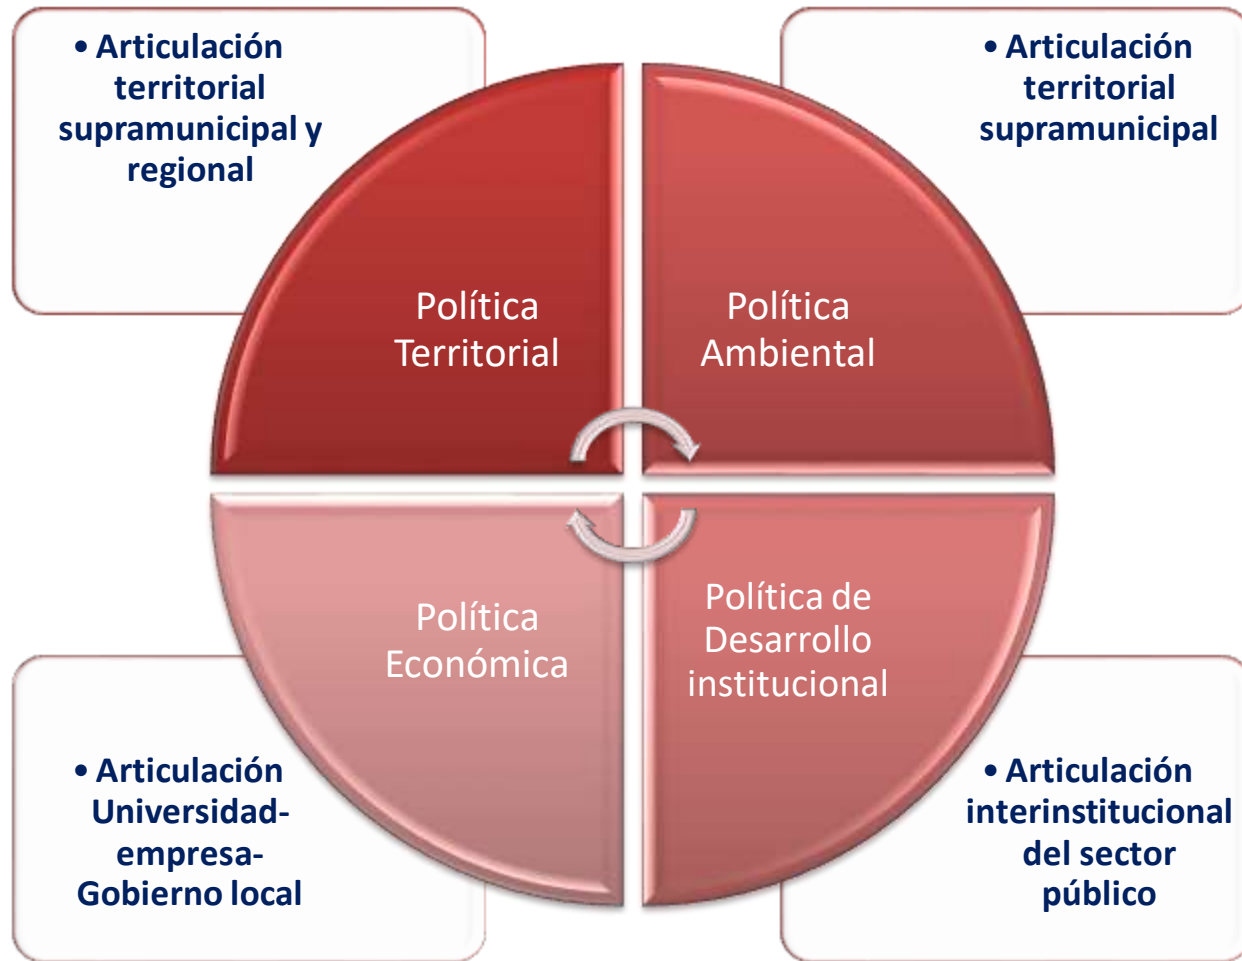 • Articulación
territorial
supramunicipal y
regional
• Articulación
territorial
supramunicipal
Política
Territorial
Política
Ambiental
Política
Económica
Política de
Desarrollo
institucional
• Articulación
Universidad-
empresa-
Gobierno local
• Articulación
interinstitucional
del sector
público